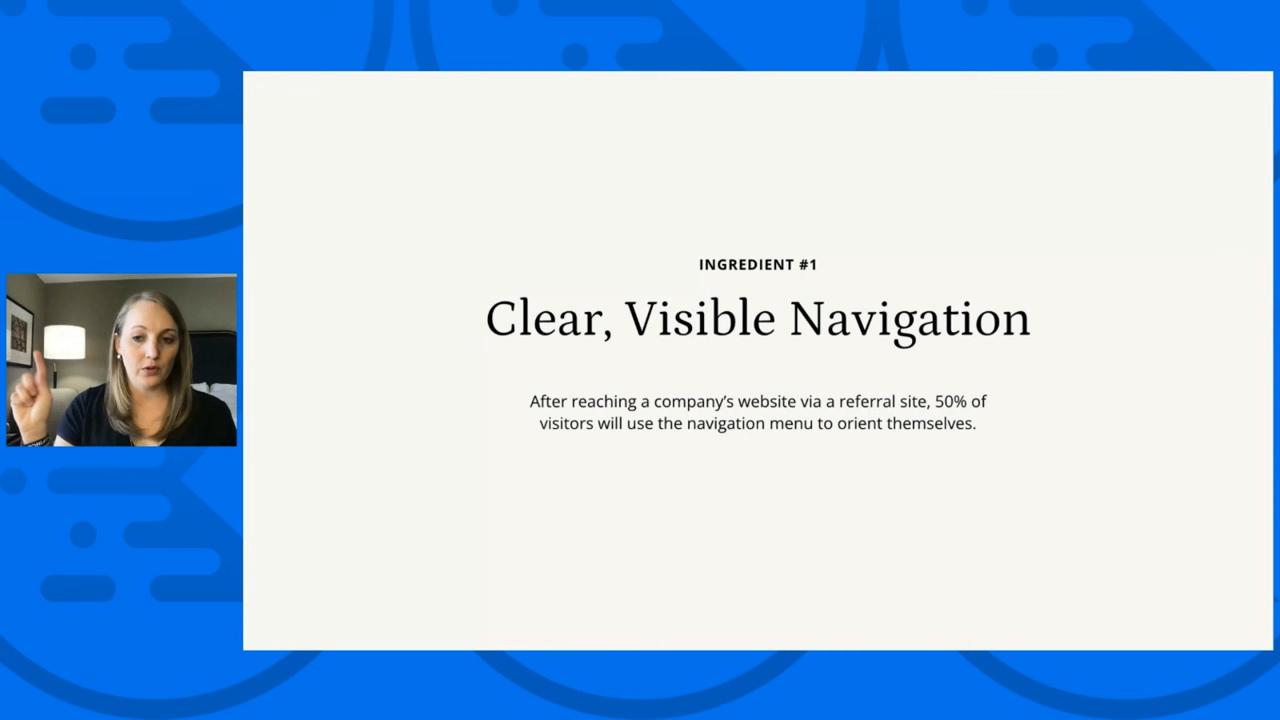 INGREDIENT #1
Clear, Visible Navigation
After reaching a company’s website via a referral site, 50% of
visitors will use the navigation menu to orient themselves.